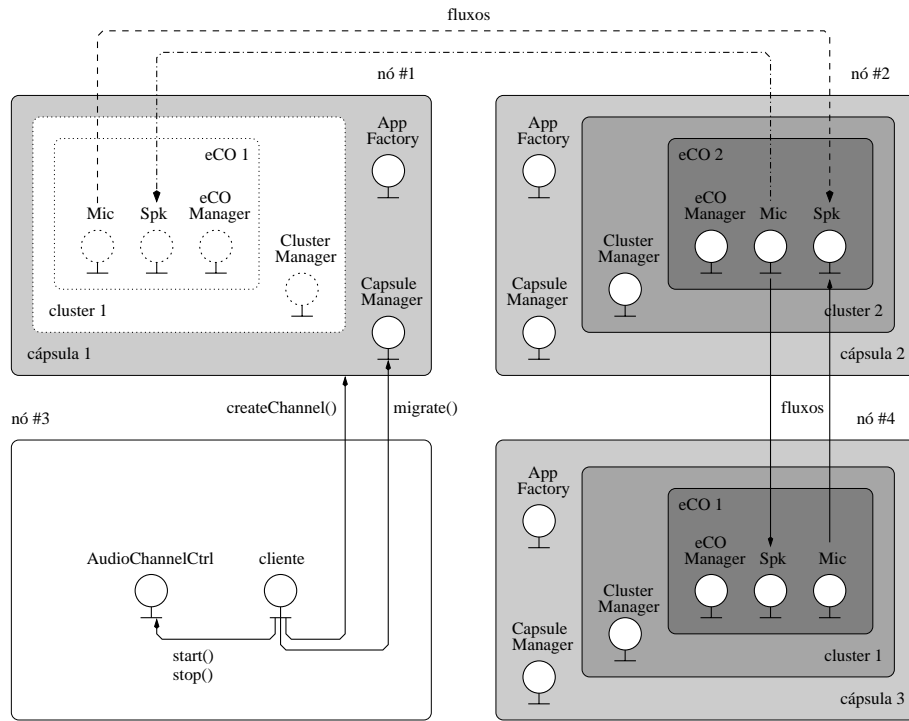 fluxos
nó #1
nó #2
eCO 1
Mic
Spk
eCO
Manager
Cluster
Manager
cluster 1
App
Factory
Capsule
Manager
cápsula 1
App
Factory
Capsule
Manager
eCO 2
eCO
Manager
Mic
Spk
Cluster
Manager
cluster 2
cápsula 2
createChannel()
migrate()
fluxos
nó #3
AudioChannelCtrl
cliente
start()
stop()
nó #4
App
Factory
Capsule
Manager
eCO 1
eCO
Manager
Spk
Mic
Cluster
Manager
cluster 1
cápsula 3